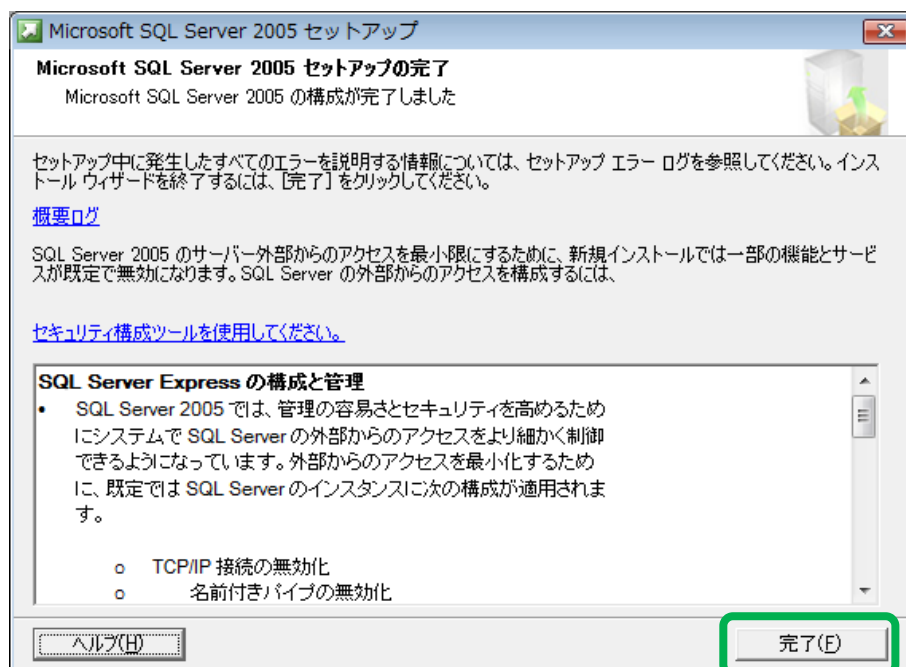 Microsoft SQL Server 2005 セットアップ
Microsoft SQL Server 2005 セットアップの完了
Microsoft SQL Server 2005 の構成が完了しました
セットアップ中に発生したすべてのエラーを説明する情報については、セットアップ エラー ログを参照してください。インス
トール ウィザードを終了するには、[完了] をクリックしてください。
概要ログ
SQL Server 2005 のサーバー外部からのアクセスを最小限にするために、新規インストールでは一部の機能とサービ
スが既定で無効になります。SQL Server の外部からのアクセスを構成するには、
セキュリティ構成ツールを使用してください。
SQL Server Express の構成と管理
• SQL Server 2005 では、管理の容易さとセキュリティを高めるため
にシステムで SQL Server の外部からのアクセスをより細かく制御
できるようになっています。外部からのアクセスを最小化するため
に、既定では SQL Server のインスタンスに次の構成が適用されま
す。
o TCP/IP 接続の無効化
o 名前付きパイプの無効化
ヘルプ(H)
完了(F)